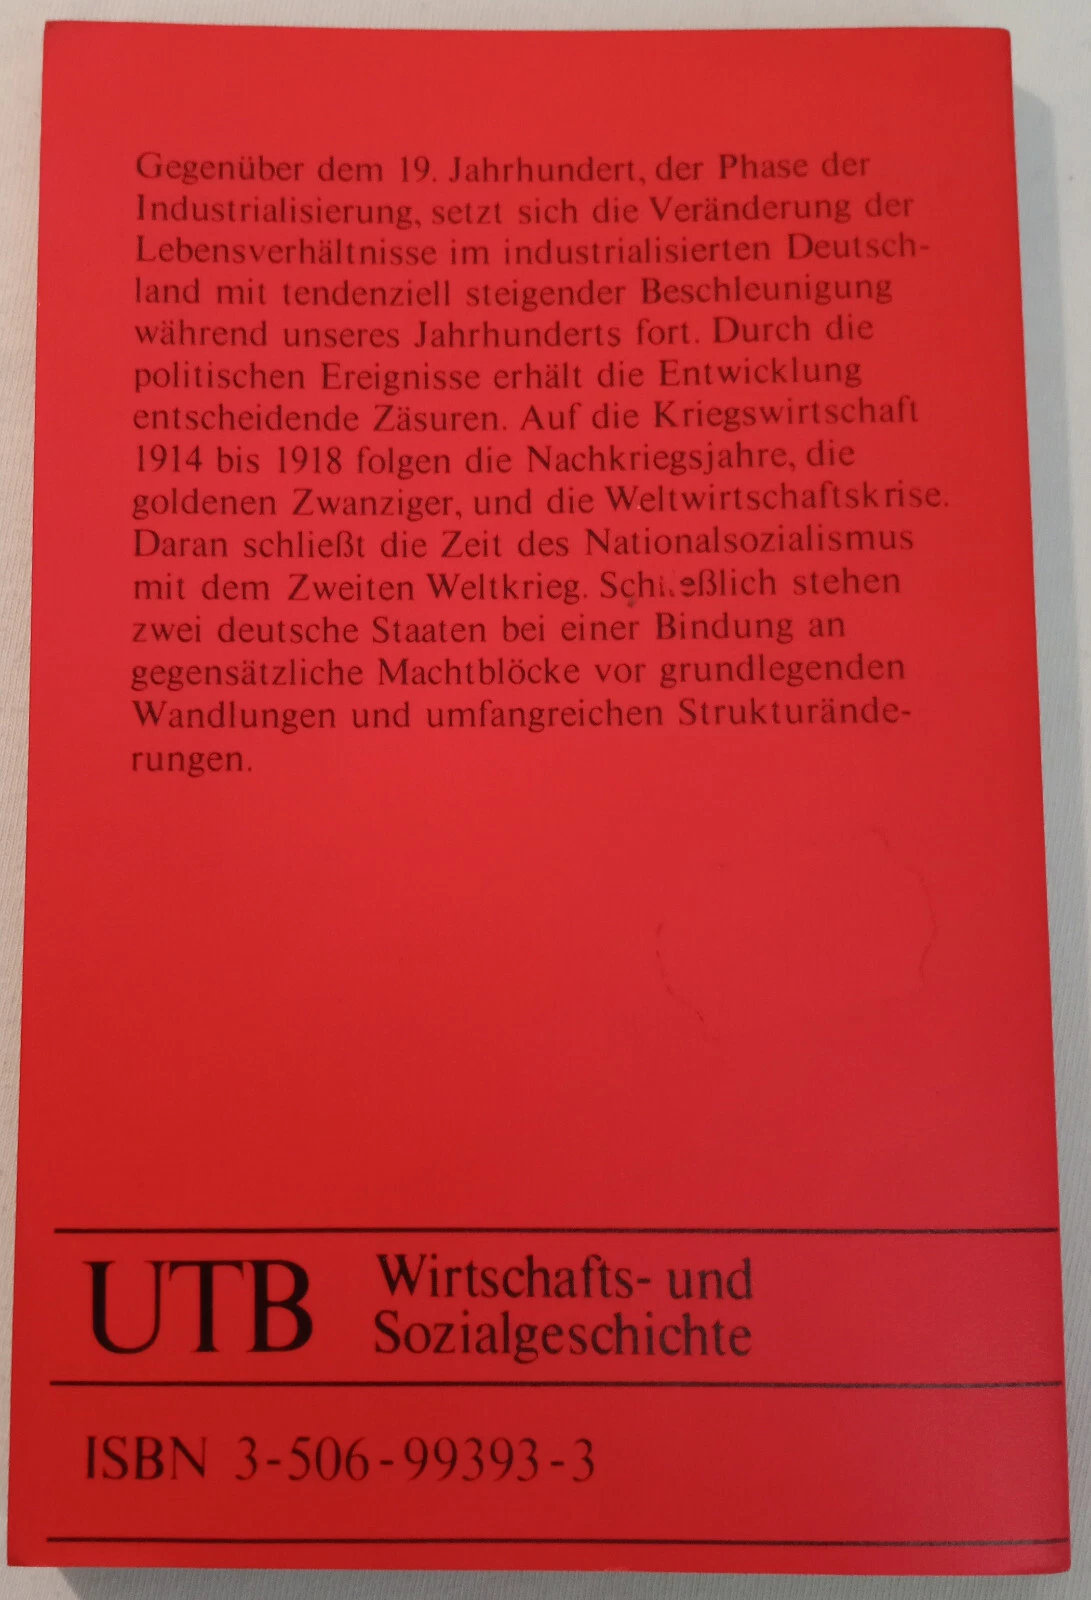 Gegenüber dem 19. Jahrhundert, der Phase der
Industrialisierung, setzt sich die Veränderung der
Lebensverhältnisse im industrialisierten Deutsch-
land mit tendenziell steigender Beschleunigung
während unseres Jahrhunderts fort. Durch die
politischen Ereignisse erhält die Entwicklung
entscheidende Zäsuren. Auf die Kriegswirtschaft
1914 bis 1918 folgen die Nachkriegsjahre, die
goldenen Zwanziger, und die Weltwirtschaftskrise.
Daran schließt die Zeit des Nationalsozialismus
mit dem Zweiten Weltkrieg. Schließlich stehen
zwei deutsche Staaten bei einer Bindung an
gegensätzliche Machtblöcke vor grundlegenden
Wandlungen und umfangreichen Strukturände-
rungen.
UTB Wirtschafts- und
Sozialgeschichte
ISBN 3-506-99393-3